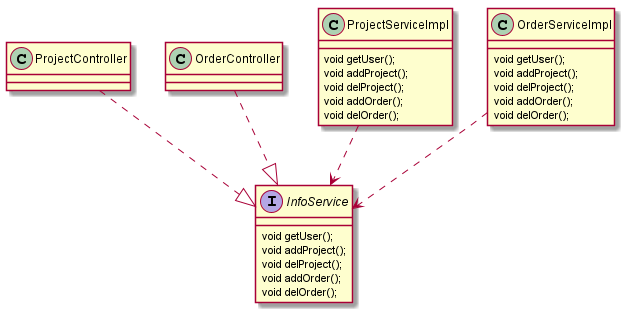 C ProjectController
C OrderController
C ProjectServiceImpl
void getUser();
void addProject();
void delProject();
void addOrder();
void delOrder();
C OrderServiceImpl
void getUser();
void addProject();
void delProject();
void addOrder();
void delOrder();
I InfoService
void getUser();
void addProject();
void delProject();
void addOrder();
void delOrder();